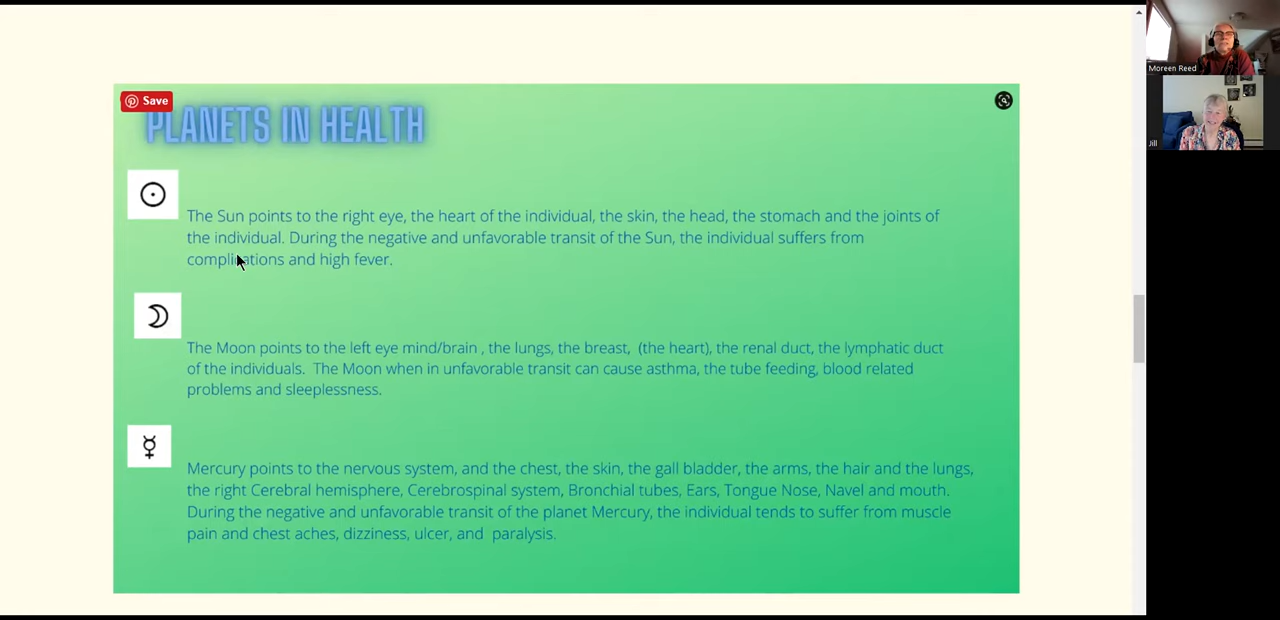 Save
PLANETS IN HEALTH
The Sun points to the right eye, the heart of the individual, the skin, the head, the stomach and the joints of
the individual. During the negative and unfavorable transit of the Sun, the individual suffers from
complications and high fever.
The Moon points to the left eye mind/brain , the lungs, the breast, (the heart), the renal duct, the lymphatic duct
of the individuals. The Moon when in unfavorable transit can cause asthma, the tube feeding, blood related
problems and sleeplessness.
Mercury points to the nervous system, and the chest, the skin, the gall bladder, the arms, the hair and the lungs,
the right Cerebral hemisphere, Cerebrospinal system, Bronchial tubes, Ears, Tongue Nose, Navel and mouth.
During the negative and unfavorable transit of the planet Mercury, the individual tends to suffer from muscle
pain and chest aches, dizziness, ulcer, and paralysis.
Moreen Reed
Jill